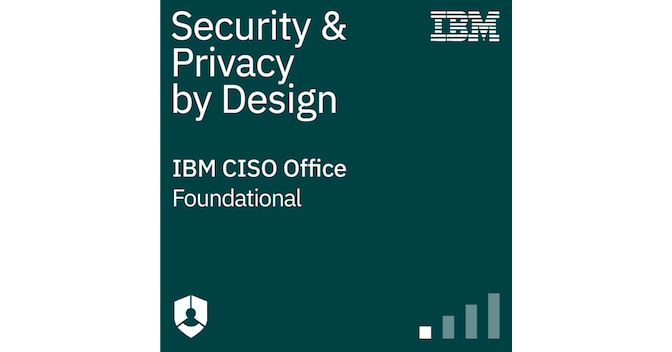 Security &
Privacy
by Design
IBM
IBM CISO Office
Foundational